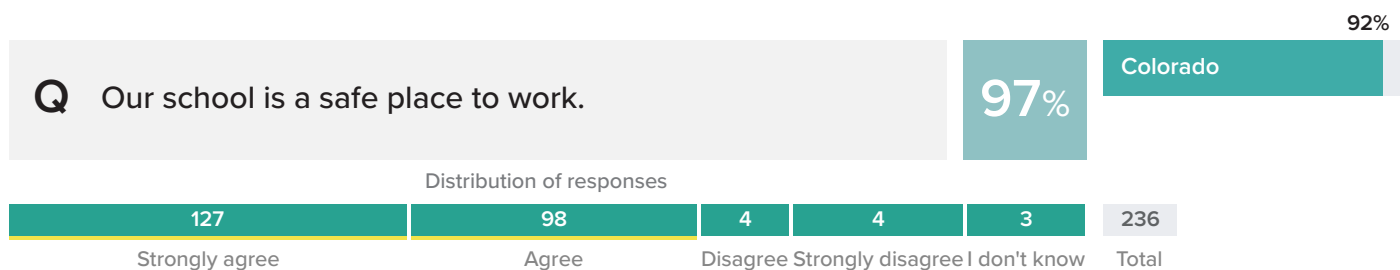 92%
Q Our school is a safe place to work.
97%
Colorado
Distribution of responses
127 98 4 4 3 236
Strongly agree Agree Disagree Strongly disagree I don't know Total